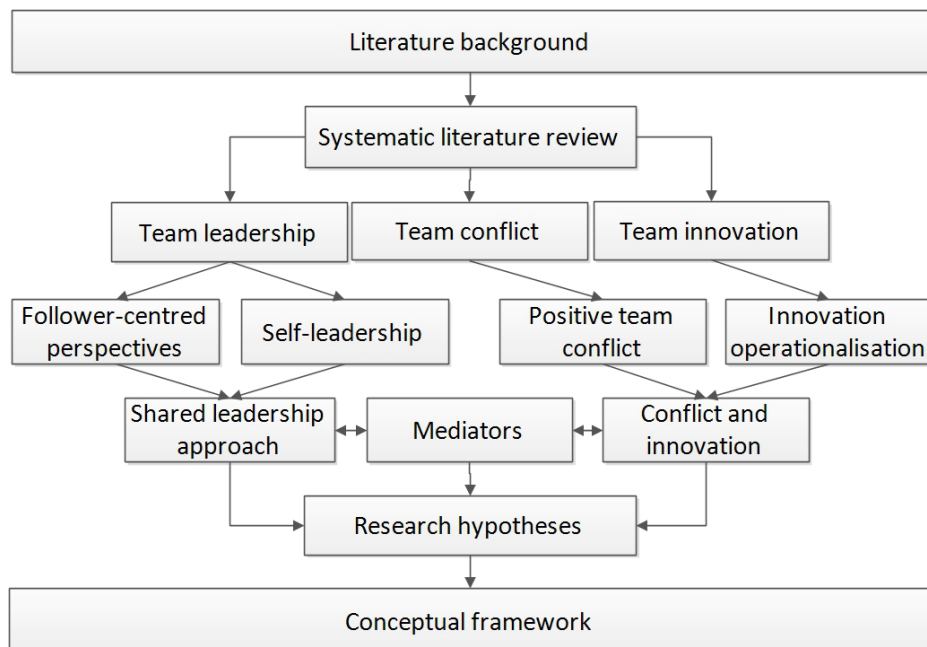 Literature background
Systematic literature review
Team leadership
Team conflict
Team innovation
Follower-centred
perspectives
Self-leadership
Positive team
conflict
Innovation
operationalisation
Shared leadership
approach
Mediators
Conflict and
innovation
Research hypotheses
Conceptual framework